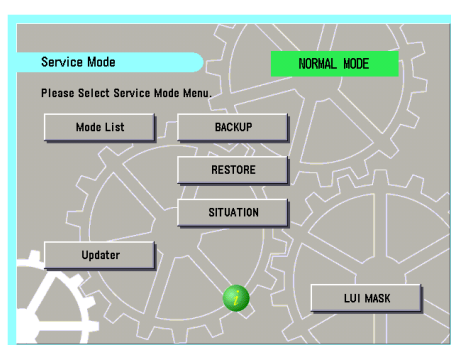 Service Mode
NORMAL MODE
Please Select Service Mode Menu.
Mode List
BACKUP
RESTORE
SITUATION
Updater
i
LUI MASK